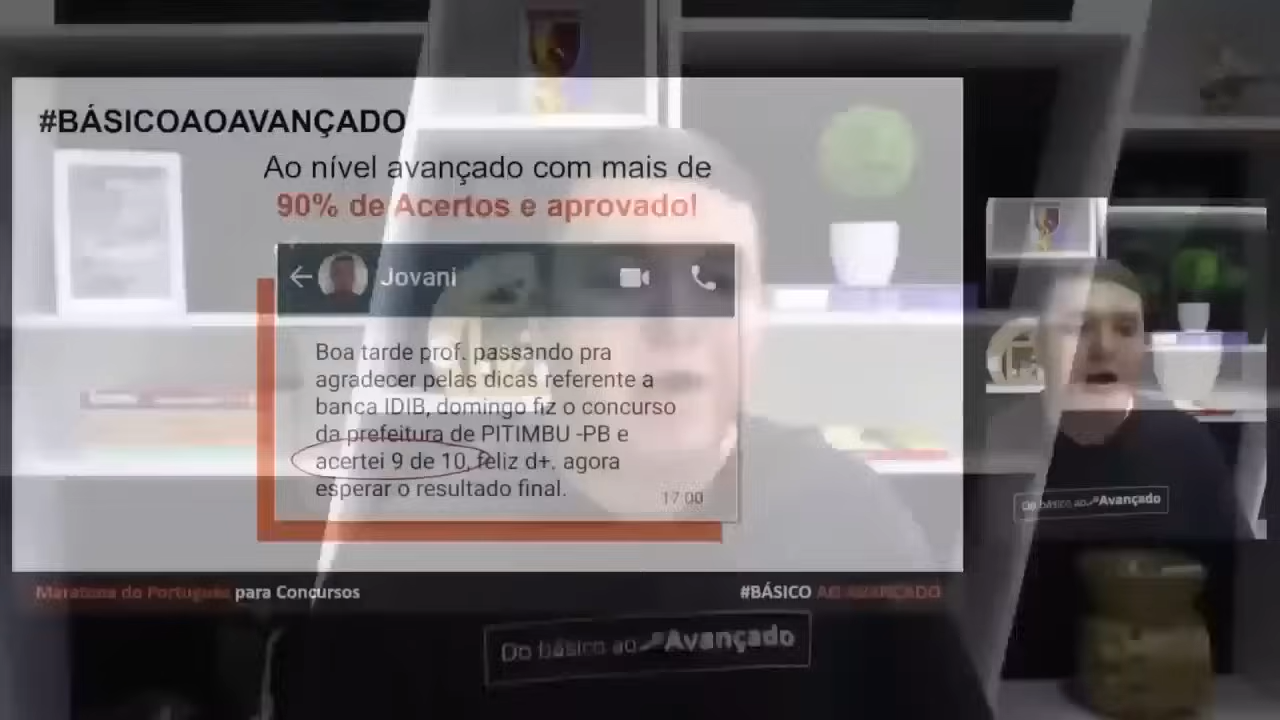 #BÁSICOAOAVANÇADO
Ao nível avançado com mais de
90% de Acertos e aprovado!
Jovani
Boa tarde prof. passando pra
agradecer pelas dicas referente a
banca IDIB, domingo fiz o concurso
da prefeitura de PITIMBU -PB e
acertei 9 de 10, feliz d+. agora
esperar o resultado final.
17:00
Do básico ao Avançado
Maratona do Português para Concursos
#BÁSICO AO AVANÇADO
Do básico ao Avançado